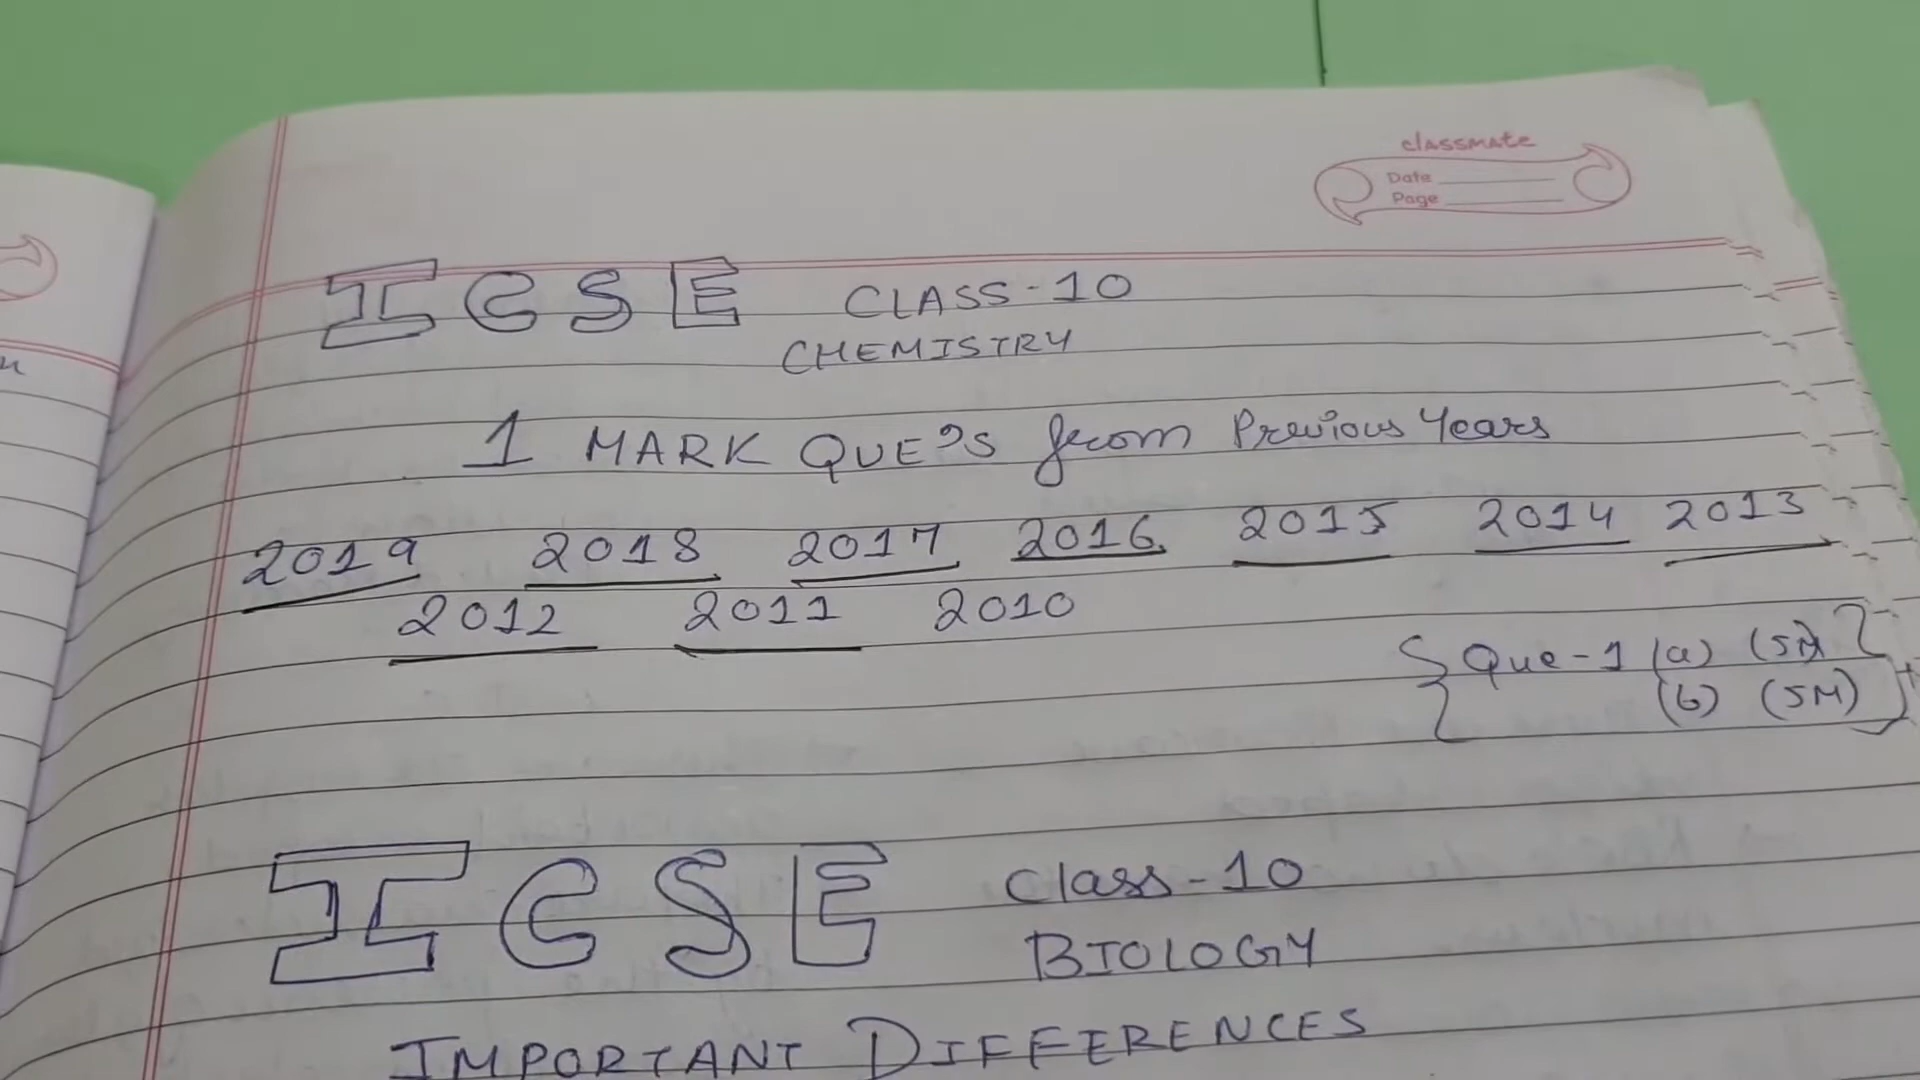 classmate
Date
Page
ICSE CLASS-10
CHEMISTRY
1 MARK QUE?S from Previous Years
2019 2018 2017 2016 2015 2014 2013
2012 2011 2010
{ Que-1 (a) (5M) }
(b) (5M)
ICSE Class-10
BIOLOGY
IMPORTANT DIFFERENCES